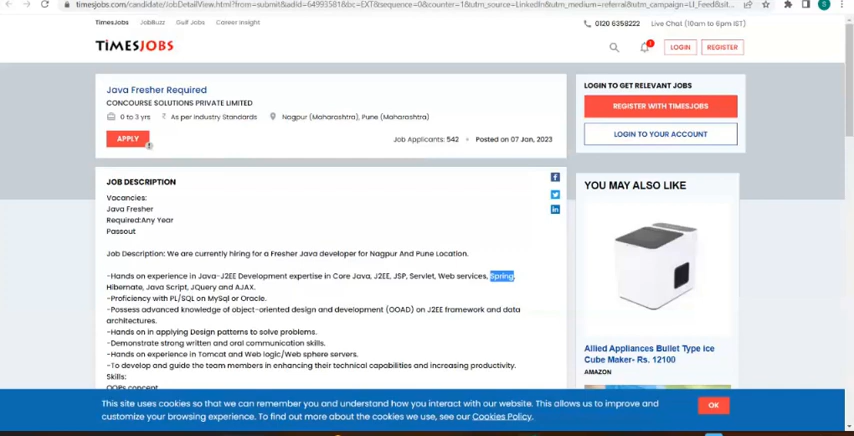 timesjobs.com/candidate/JobDetailView.html?from=submit&adId=64993581&bc=EXT&sequence=0&counter=1&utm_source=LinkedIn&utm_medium=referral&utm_campaign=LI_Feed&sit...
TimesJobs JobBuzz Gulf Jobs Career Insight
0120 6358222 Live Chat (10am to 6pm IST)
TIMESJOBS
1
LOGIN REGISTER
Java Fresher Required
CONCOURSE SOLUTIONS PRIVATE LIMITED
0 to 3 yrs ₹ As per Industry Standards Nagpur (Maharashtra), Pune (Maharashtra)
APPLY
Job Applicants: 542 Posted on 07 Jan, 2023
LOGIN TO GET RELEVANT JOBS
REGISTER WITH TIMESJOBS
LOGIN TO YOUR ACCOUNT
JOB DESCRIPTION
Vacancies:
Java Fresher
Required:Any Year
Passout
Job Description: We are currently hiring for a Fresher Java developer for Nagpur And Pune Location.
-Hands on experience in Java-J2EE Development expertise in Core Java, J2EE, JSP, Servlet, Web services, Spring,
Hibernate, Java Script, JQuery and AJAX.
-Proficiency with PL/SQL on MySql or Oracle.
-Possess advanced knowledge of object-oriented design and development (OOAD) on J2EE framework and data
architectures.
-Hands on in applying Design patterns to solve problems.
-Demonstrate strong written and oral communication skills.
-Hands on experience in Tomcat and Web logic/Web sphere servers.
-To develop and guide the team members in enhancing their technical capabilities and increasing productivity.
Skills:
OOPs concept
YOU MAY ALSO LIKE
Allied Appliances Bullet Type Ice
Cube Maker- Rs. 12100
AMAZON
This site uses cookies so that we can remember you and understand how you interact with our website. This allows us to improve and
customize your browsing experience. To find out more about the cookies we use, see our Cookies Policy.
OK